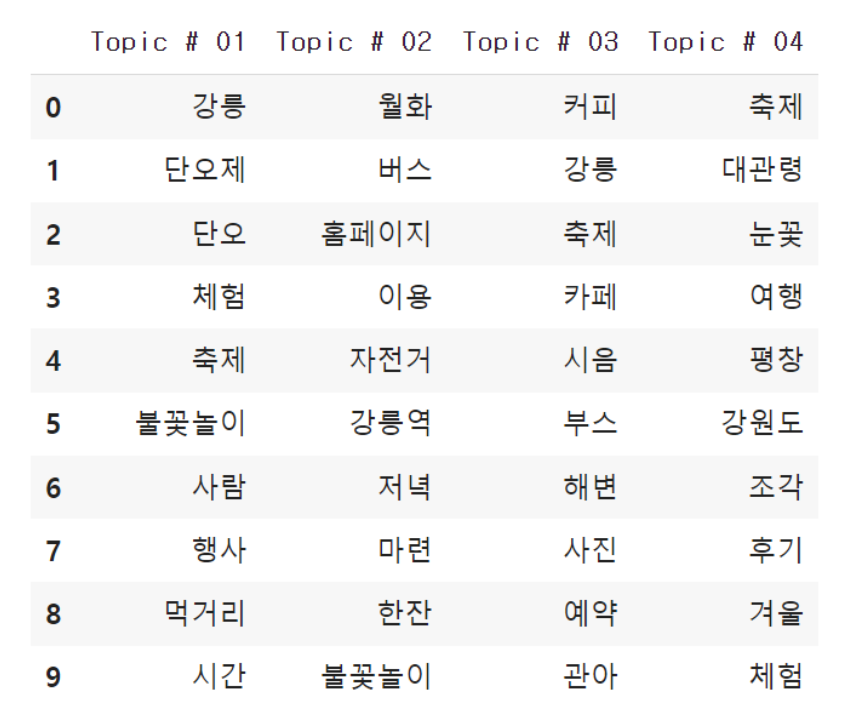 Topic # 01 Topic # 02 Topic # 03 Topic # 04
0 강릉 월화 커피 축제
1 단오제 버스 강릉 대관령
2 단오 홈페이지 축제 눈꽃
3 체험 이용 카페 여행
4 축제 자전거 시음 평창
5 불꽃놀이 강릉역 부스 강원도
6 사람 저녁 해변 조각
7 행사 마련 사진 후기
8 먹거리 한잔 예약 겨울
9 시간 불꽃놀이 관아 체험